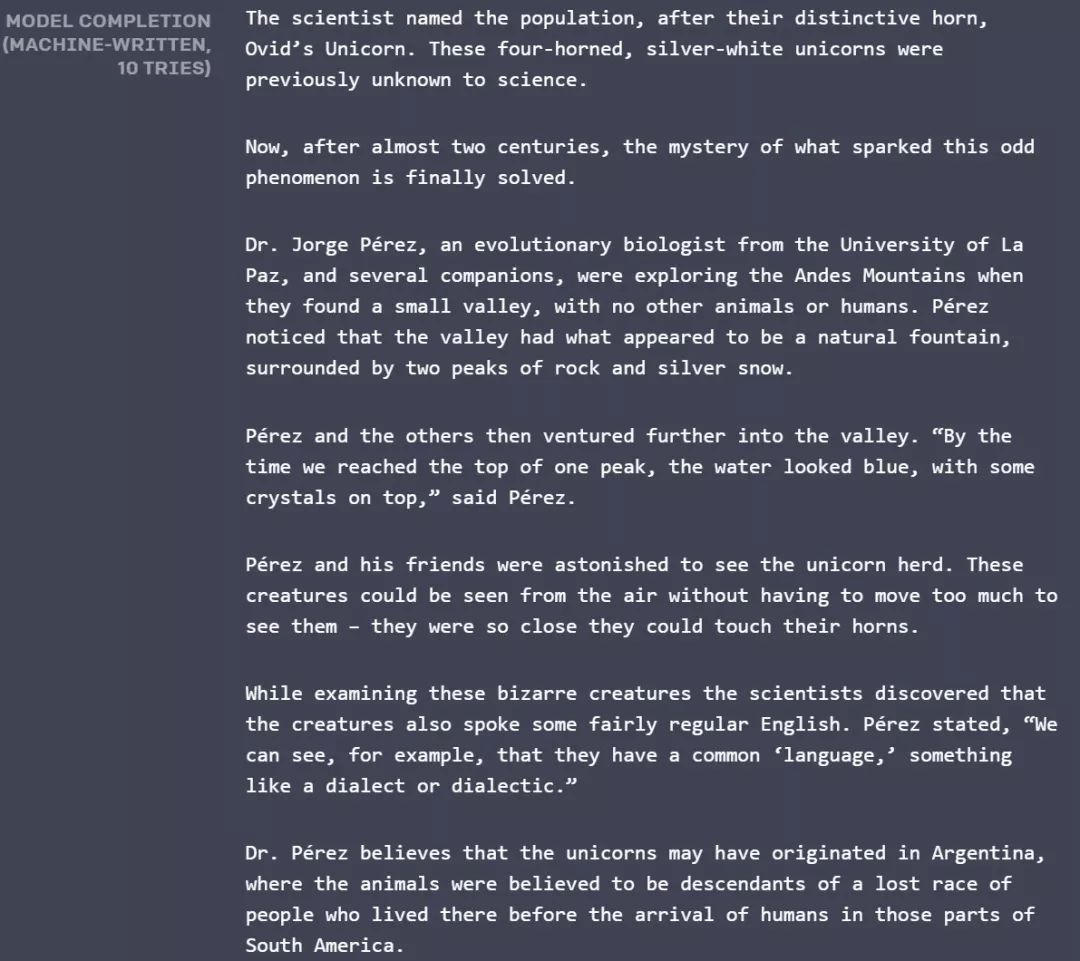 MODEL COMPLETION
(MACHINE-WRITTEN,
10 TRIES)
The scientist named the population, after their distinctive horn,
Ovid’s Unicorn. These four-horned, silver-white unicorns were
previously unknown to science.
Now, after almost two centuries, the mystery of what sparked this odd
phenomenon is finally solved.
Dr. Jorge Pérez, an evolutionary biologist from the University of La
Paz, and several companions, were exploring the Andes Mountains when
they found a small valley, with no other animals or humans. Pérez
noticed that the valley had what appeared to be a natural fountain,
surrounded by two peaks of rock and silver snow.
Pérez and the others then ventured further into the valley. “By the
time we reached the top of one peak, the water looked blue, with some
crystals on top,” said Pérez.
Pérez and his friends were astonished to see the unicorn herd. These
creatures could be seen from the air without having to move too much to
see them – they were so close they could touch their horns.
While examining these bizarre creatures the scientists discovered that
the creatures also spoke some fairly regular English. Pérez stated, “We
can see, for example, that they have a common ‘language,’ something
like a dialect or dialectic.”
Dr. Pérez believes that the unicorns may have originated in Argentina,
where the animals were believed to be descendants of a lost race of
people who lived there before the arrival of humans in those parts of
South America.